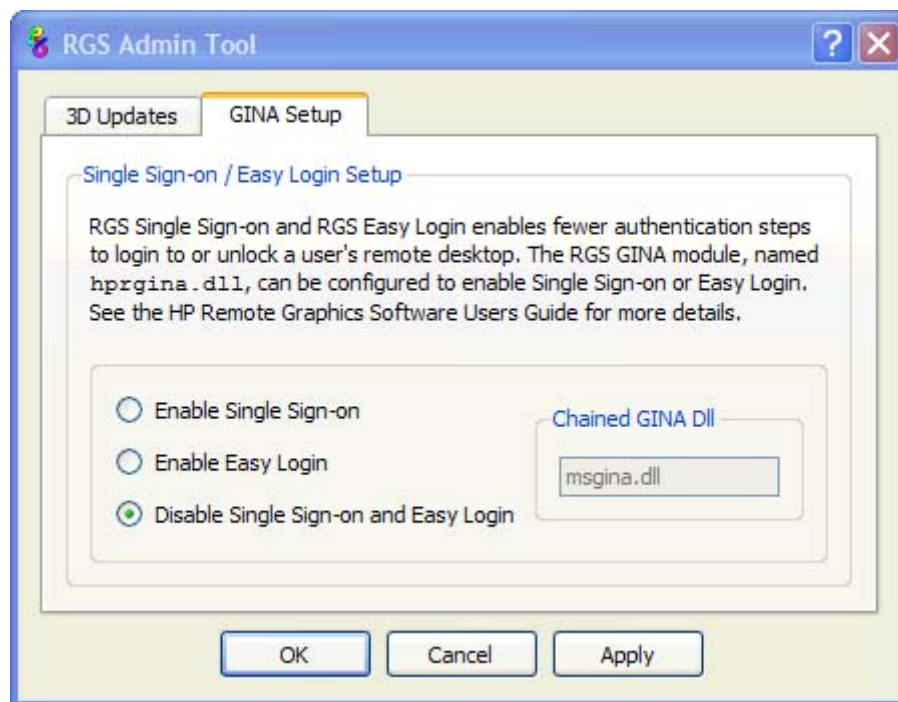 RGS Admin Tool
3D Updates
GINA Setup
Single Sign-on / Easy Login Setup
RGS Single Sign-on and RGS Easy Login enables fewer authentication steps
to login to or unlock a user's remote desktop. The RGS GINA module, named
hprgina.dll, can be configured to enable Single Sign-on or Easy Login.
See the HP Remote Graphics Software Users Guide for more details.
Enable Single Sign-on
Enable Easy Login
Disable Single Sign-on and Easy Login
Chained GINA Dll
msgina.dll
OK
Cancel
Apply